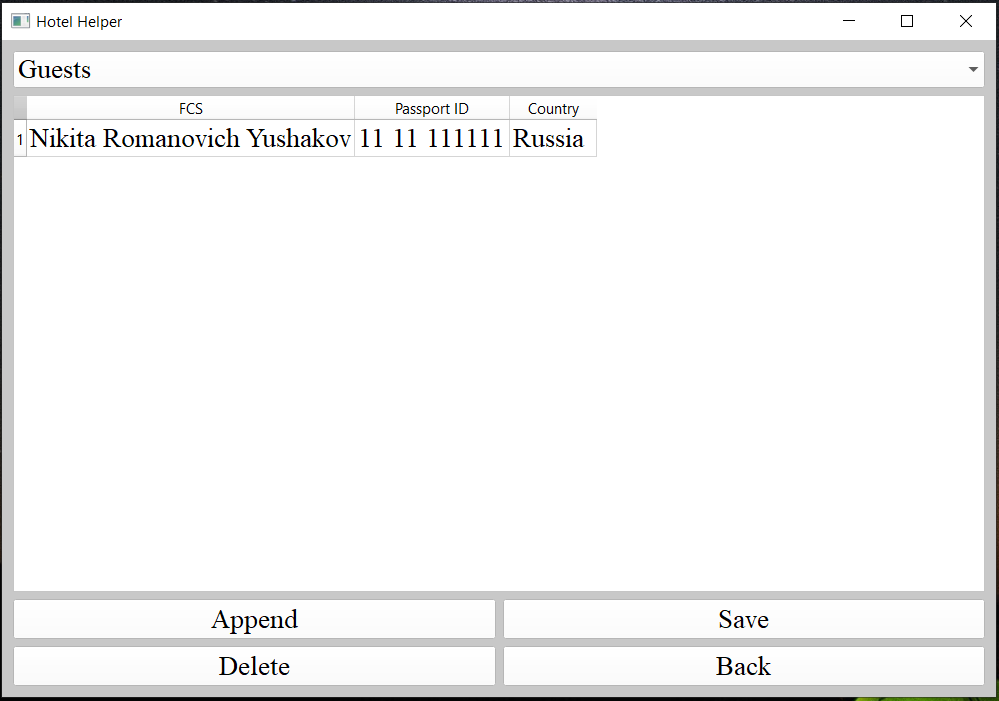 Hotel Helper
Guests
FCS Passport ID Country
1 Nikita Romanovich Yushakov 11 11 111111 Russia
Append Save
Delete Back